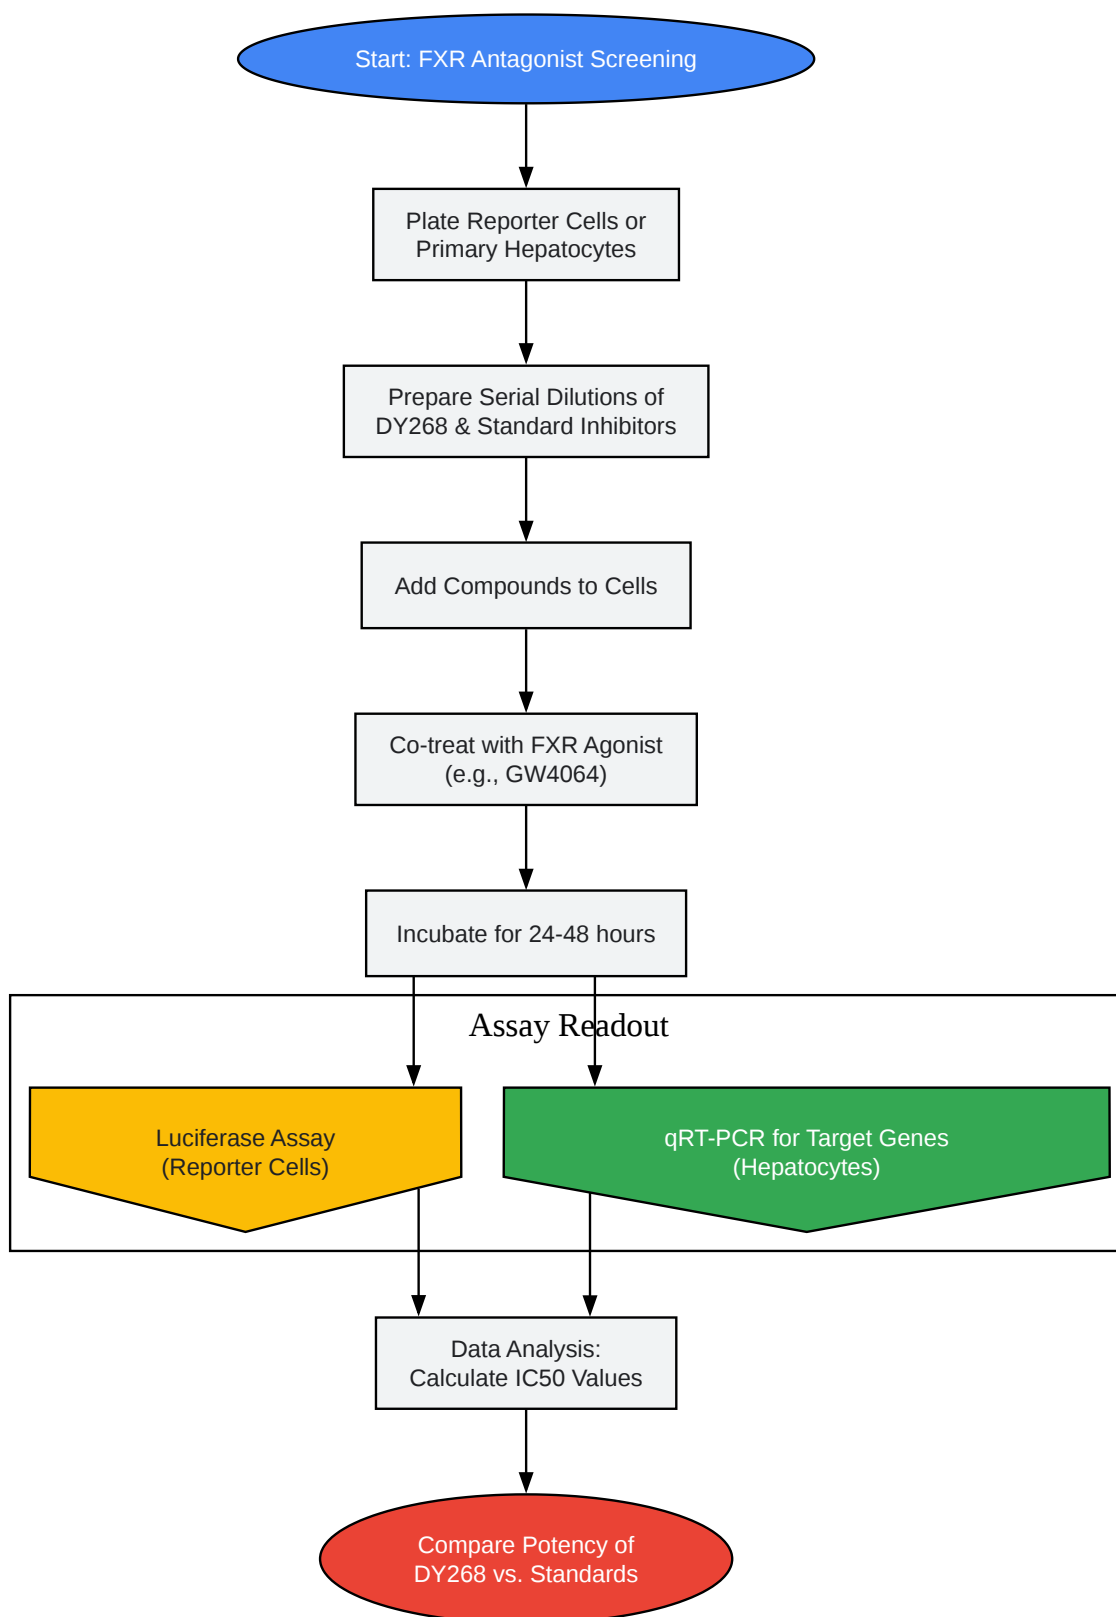 Start: FXR Antagonist Screening
Plate Reporter Cells or
Primary Hepatocytes
Prepare Serial Dilutions of
DY268 & Standard Inhibitors
Add Compounds to Cells
Co-treat with FXR Agonist
(e.g., GW4064)
Incubate for 24-48 hours
Assay Readout
Luciferase Assay
(Reporter Cells)
qRT-PCR for Target Genes
(Hepatocytes)
Data Analysis:
Calculate IC50 Values
Compare Potency of
DY268 vs. Standards